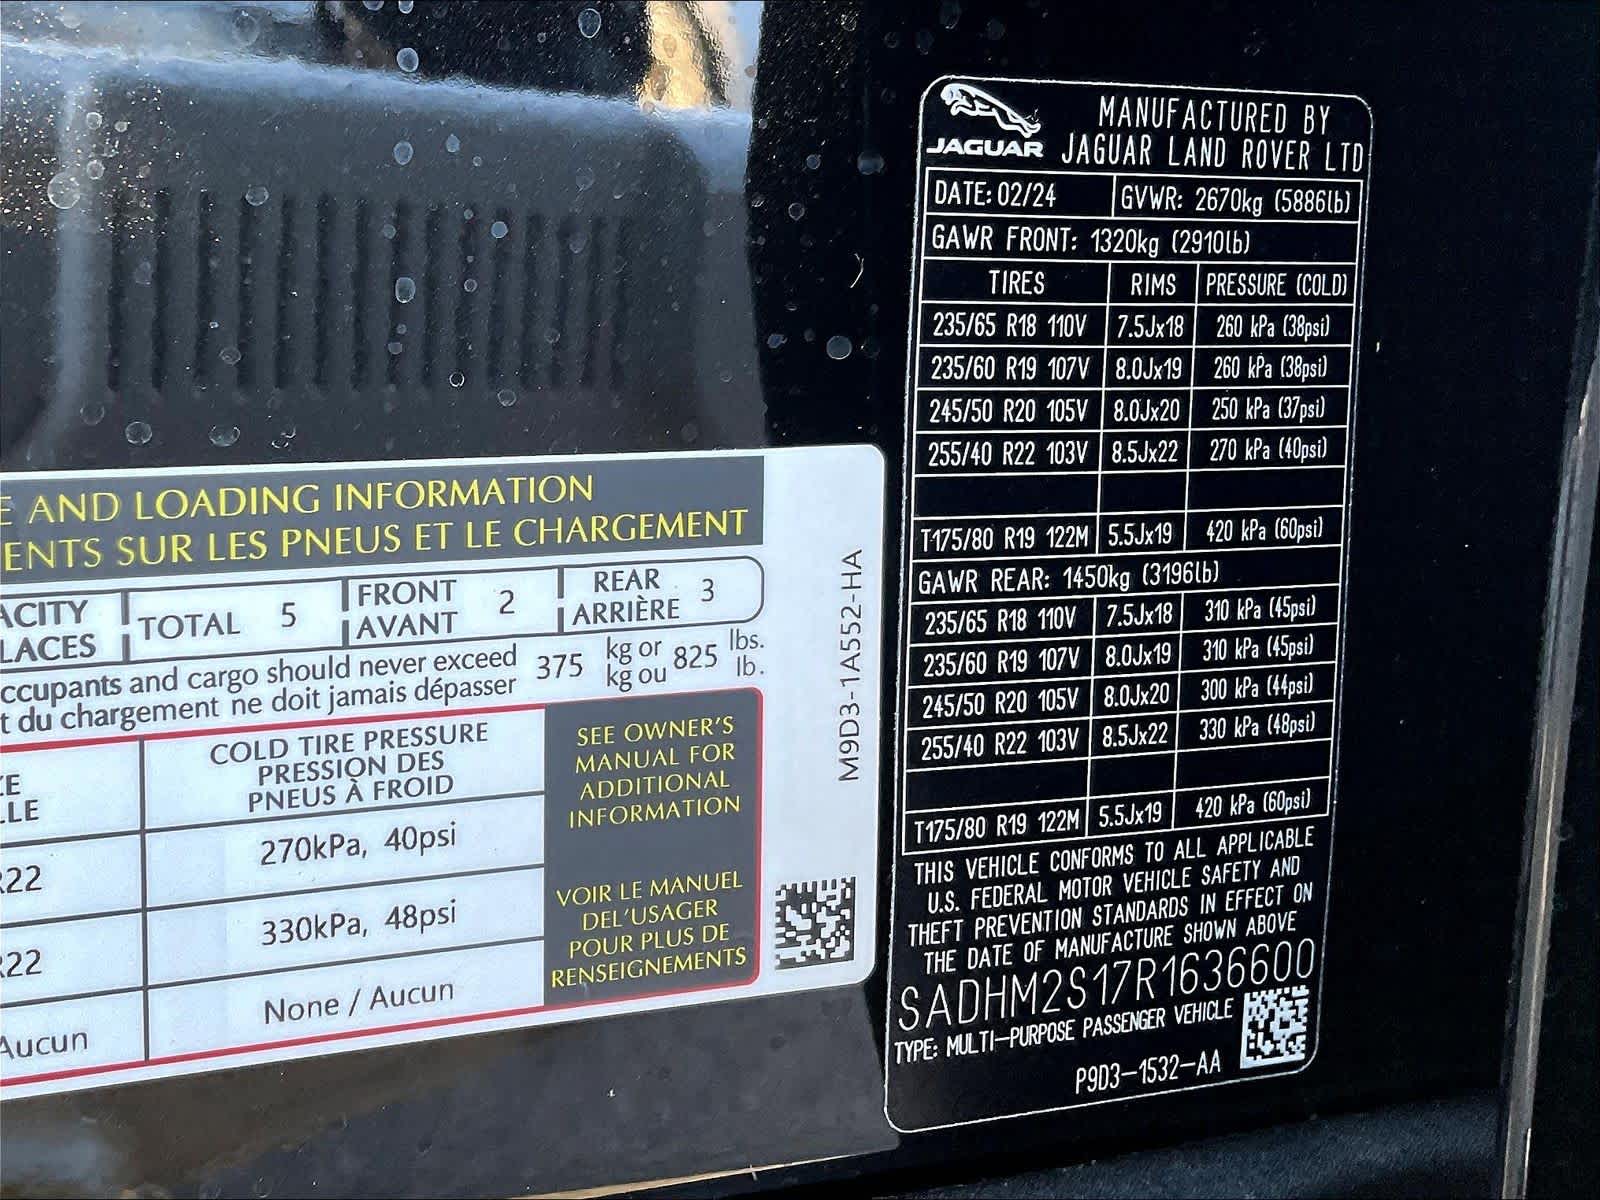 E AND LOADING INFORMATION
ENTS SUR LES PNEUS ET LE CHARGEMENT
ACITY
LACES
TOTAL 5
FRONT
AVANT
2
REAR
ARRIÈRE
3
ccupants and cargo should never exceed
t du chargement ne doit jamais dépasser
375
kg or
kg ou
825
lbs.
lb.
E
LLE
COLD TIRE PRESSURE
PRESSION DES
PNEUS À FROID
R22
270kPa, 40psi
R22
330kPa, 48psi
Aucun
None / Aucun
SEE OWNER'S
MANUAL FOR
ADDITIONAL
INFORMATION
VOIR LE MANUEL
DEL'USAGER
POUR PLUS DE
RENSEIGNEMENTS
M9D3-1A552-HA
JAGUAR
MANUFACTURED BY
JAGUAR LAND ROVER LTD
DATE: 02/24 GVWR: 2670kg (5886lb)
GAWR FRONT: 1320kg (2910lb)
TIRES RIMS PRESSURE (COLD)
235/65 R18 110V 7.5Jx18 260 kPa (38psi)
235/60 R19 107V 8.0Jx19 260 kPa (38psi)
245/50 R20 105V 8.0Jx20 250 kPa (37psi)
255/40 R22 103V 8.5Jx22 270 kPa (40psi)
T175/80 R19 122M 5.5Jx19 420 kPa (60psi)
GAWR REAR: 1450kg (3196lb)
235/65 R18 110V 7.5Jx18 310 kPa (45psi)
235/60 R19 107V 8.0Jx19 310 kPa (45psi)
245/50 R20 105V 8.0Jx20 300 kPa (44psi)
255/40 R22 103V 8.5Jx22 330 kPa (48psi)
T175/80 R19 122M 5.5Jx19 420 kPa (60psi)
THIS VEHICLE CONFORMS TO ALL APPLICABLE
U.S. FEDERAL MOTOR VEHICLE SAFETY AND
THEFT PREVENTION STANDARDS IN EFFECT ON
THE DATE OF MANUFACTURE SHOWN ABOVE
SADHM2S17R1636600
TYPE: MULTI-PURPOSE PASSENGER VEHICLE
P9D3-1532-AA